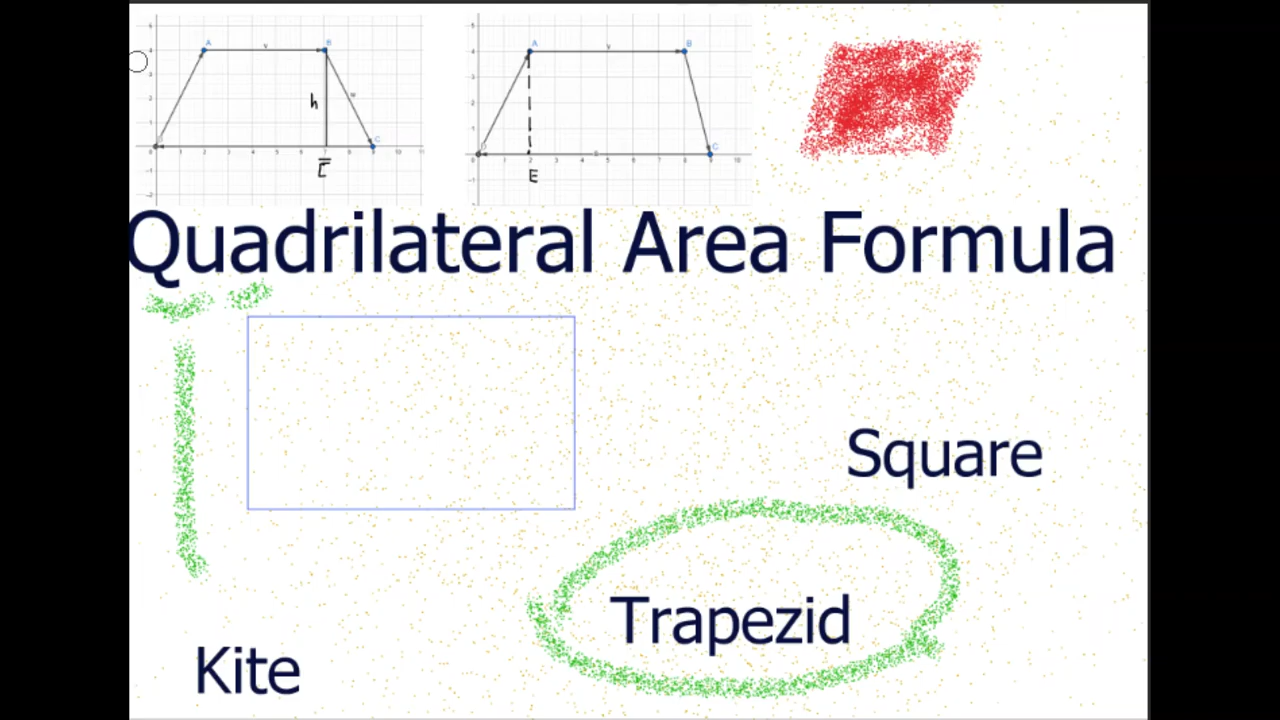 A v B
h w
C
E
A v B
C
E
Quadrilateral Area Formula
Square
Trapezid
Kite